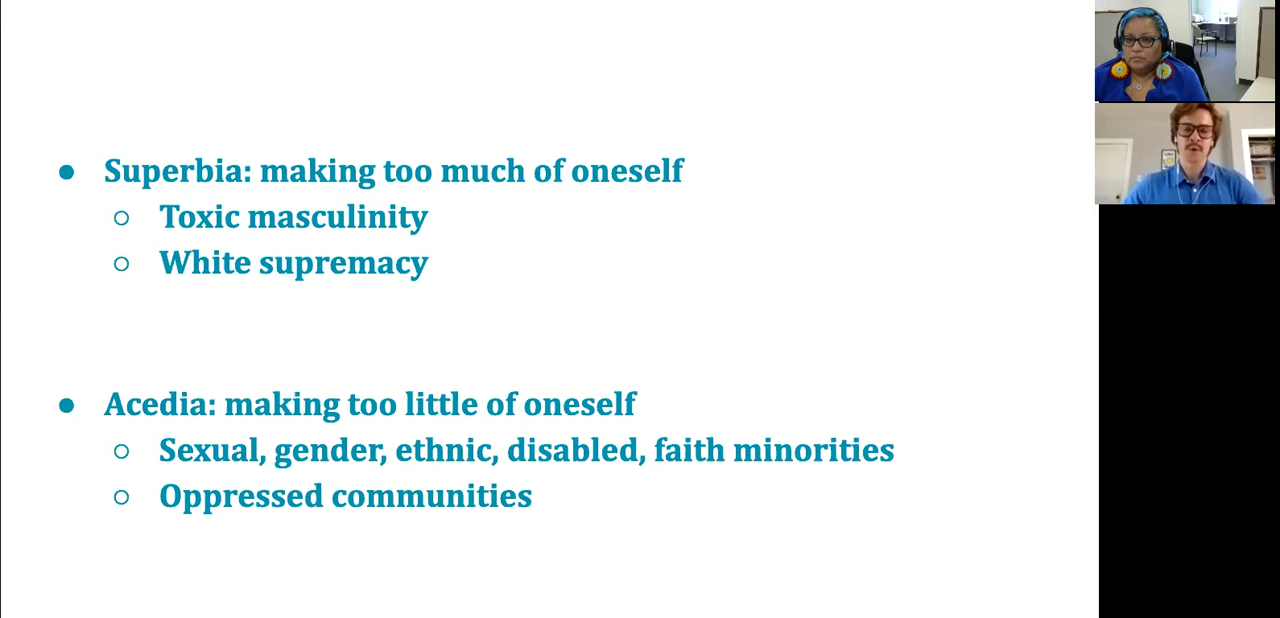 Superbia: making too much of oneself
Toxic masculinity
White supremacy
Acedia: making too little of oneself
Sexual, gender, ethnic, disabled, faith minorities
Oppressed communities